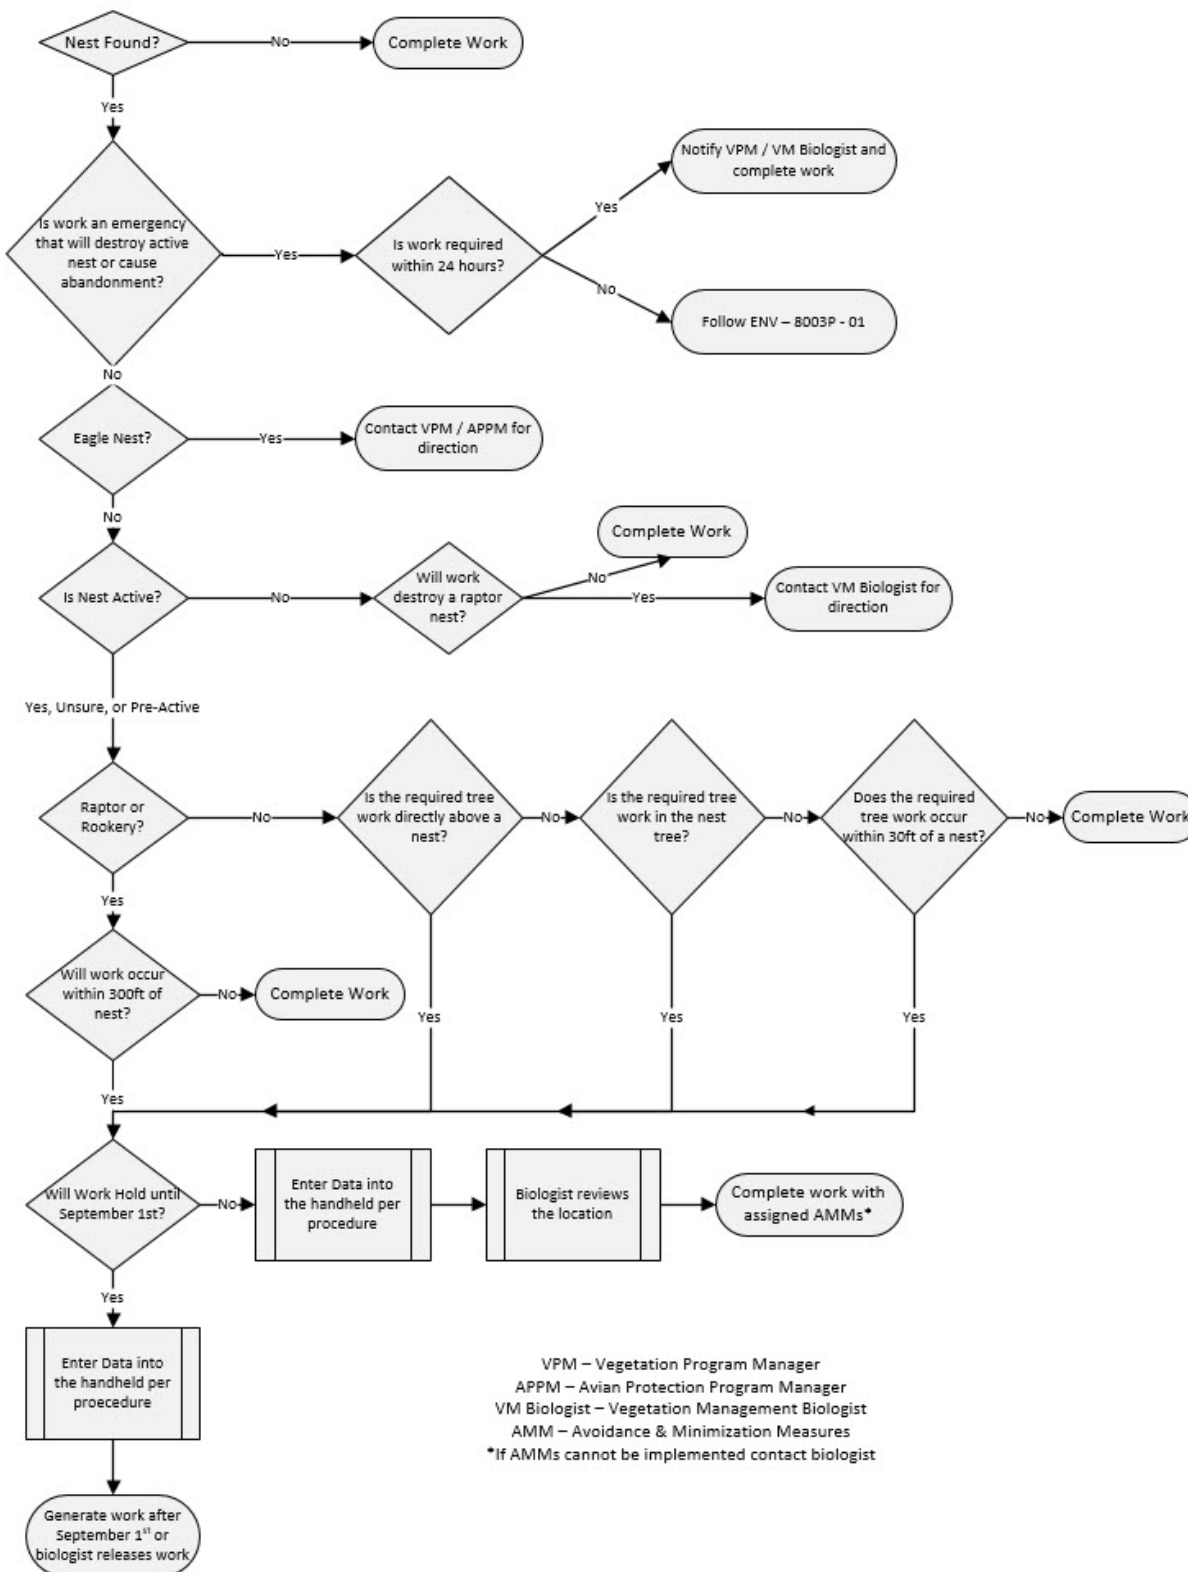 Nest Found?
No
Complete Work
Yes
Is work an emergency
that will destroy active
nest or cause
abandonment?
Yes
Is work required
within 24 hours?
Yes
Notify VPM / VM Biologist and
complete work
No
Follow ENV – 8003P - 01
No
Eagle Nest?
Yes
Contact VPM / APPM for
direction
No
Is Nest Active?
No
Will work
destroy a raptor
nest?
No
Complete Work
Yes
Contact VM Biologist for
direction
Yes, Unsure, or Pre-Active
Raptor or
Rookery?
No
Is the required tree
work directly above a
nest?
No
Is the required tree
work in the nest
tree?
No
Does the required
tree work occur
within 30ft of a nest?
No
Complete Work
Yes
Will work occur
within 300ft of
nest?
No
Complete Work
Yes
Yes
Yes
Yes
Will Work Hold until
September 1st?
No
Enter Data into
the handheld per
procedure
Biologist reviews
the location
Complete work with
assigned AMMs*
Yes
Enter Data into
the handheld per
proecedure
Generate work after
September 1st or
biologist releases work
VPM – Vegetation Program Manager
APPM – Avian Protection Program Manager
VM Biologist – Vegetation Management Biologist
AMM – Avoidance & Minimization Measures
*If AMMs cannot be implemented contact biologist